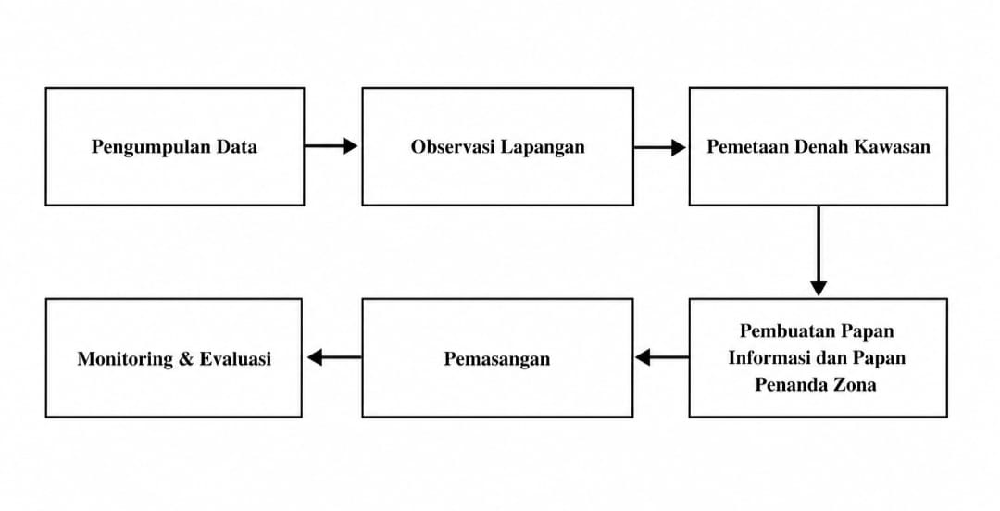 Pengumpulan Data
Observasi Lapangan
Pemetaan Denah Kawasan
Pembuatan Papan
Informasi dan Papan
Penanda Zona
Pemasangan
Monitoring & Evaluasi